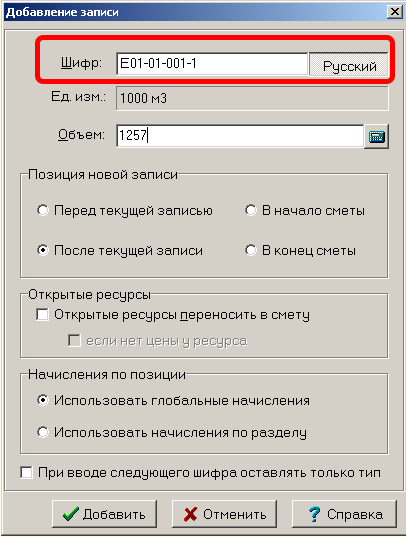 Добавление записи
Шифр: Е01-01-001-1 Русский
Ед. изм.: 1000 м3
Объем: 1257
Позиция новой записи
Перед текущей записью В начало сметы
После текущей записи В конец сметы
Открытые ресурсы
Открытые ресурсы переносить в смету
если нет цены у ресурса
Начисления по позиции
Использовать глобальные начисления
Использовать начисления по разделу
При вводе следующего шифра оставлять только тип
Добавить Отменить ? Справка